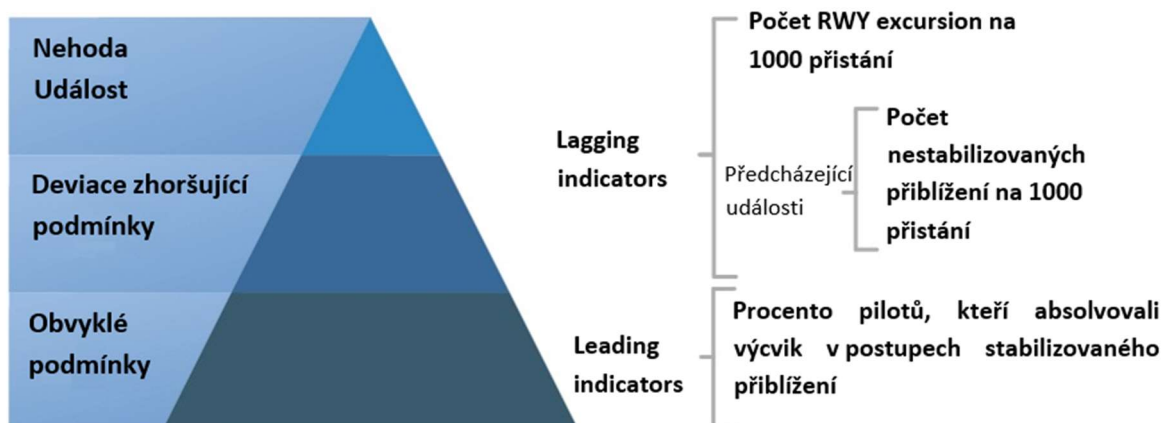 Nehoda
Událost
Deviace zhoršující
podmínky
Obvyklé
podmínky
Lagging
indicators
Počet RWY excursion na
1000 přistání
Předcházející
události
Počet
nestabilizovaných
přiblížení na 1000
přistání
Leading
indicators
Procento pilotů, kteří absolvovali
výcvik v postupech stabilizovaného
přiblížení